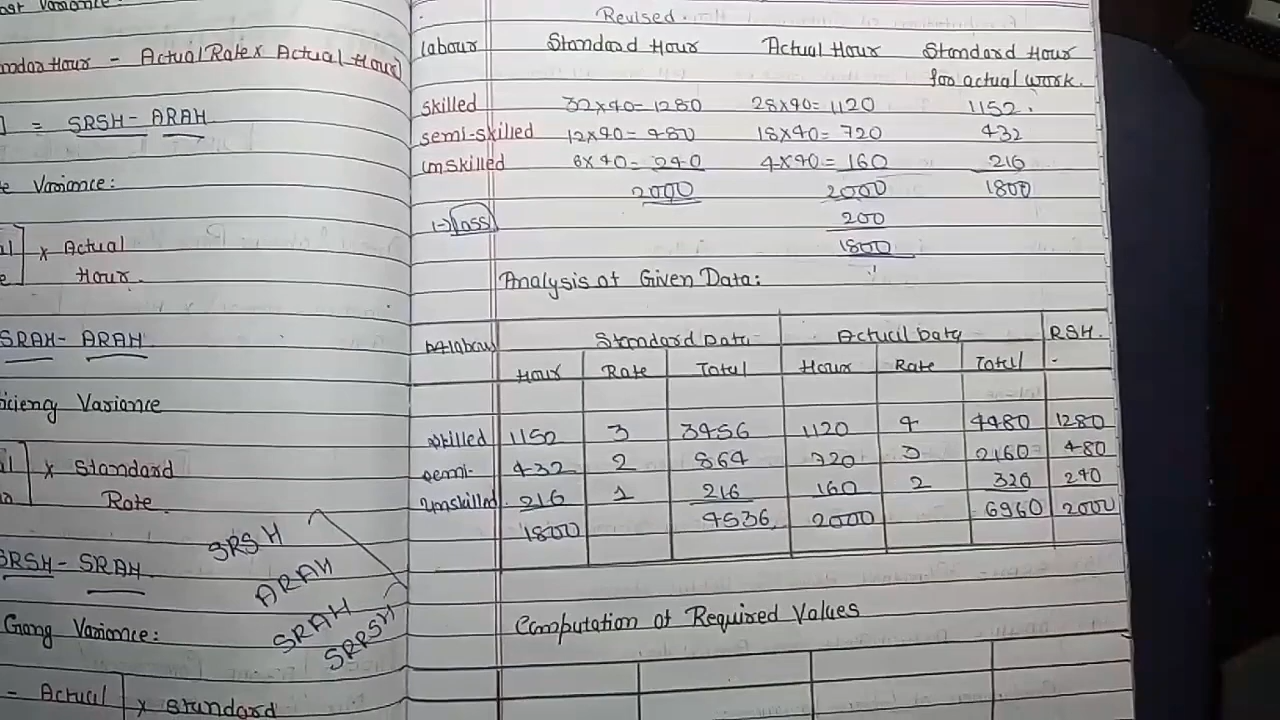 Variance
Hour - Actual Rate x Actual Hour)
] = SRSH - ARAH
Variance:
x Actual
Hour.
SRAH - ARAH
Variance
x Standard
Rate.
SRSH
ARAH
SRAH
SRRSH
SRSH - SRAH
Gang Variance:
- Actual x standard
Revised.
labour Standard Hour Actual Hour Standard Hour
for actual work.
skilled 32x40=1280 28x40=1120 1152.
semi-skilled 12x40=480 18x40=720 432
unskilled 6x40=240 4x40=160 216
2000 2000 1800
(-) loss 200
1800
Analysis of Given Data:
labour Standard Data Actual Data RSH.
Hour Rate Total Hour Rate Total -
skilled 1152 3 3456 1120 4 4480 1280
semi- 432 2 864 720 3 2160 480
unskilled. 216 1 216 160 2 320 240
1800 4536 2000 6960 2000
Computation of Required Values